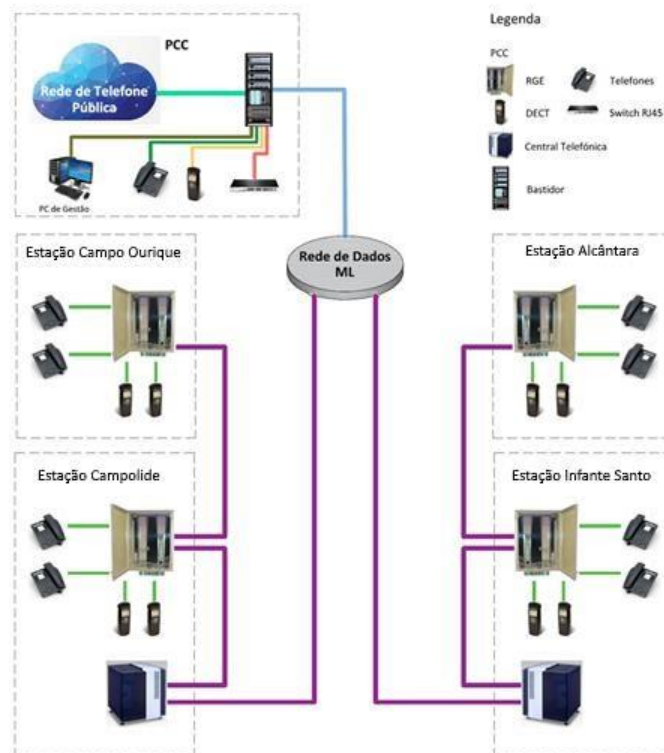 PCC
Rede de Telefone
Pública
PC de Gestão
Legenda
PCC
RGE
Telefones
DECT
Switch RJ45
Central Telefónica
Bastidor
Rede de Dados
ML
Estação Campo Ourique
Estação Alcântara
Estação Campolide
Estação Infante Santo